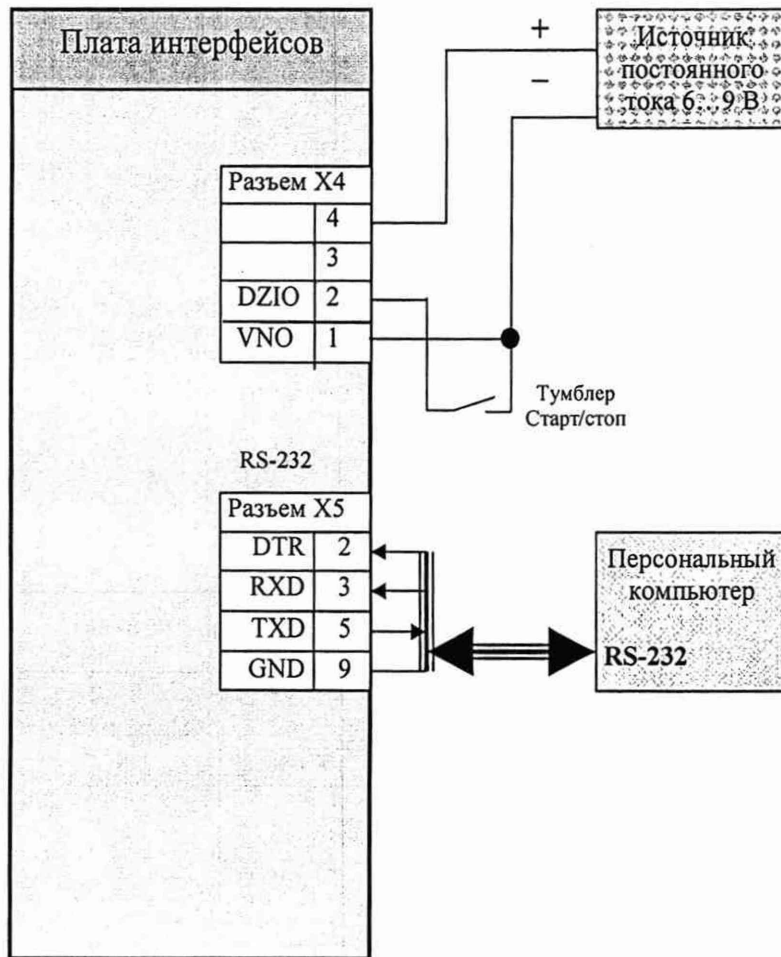 Плата интерфейсов
+
−
Источник
постоянного
тока 6...9 В
Разъем X4
4
3
DZIO 2
VNO 1
Тумблер
Старт/стоп
RS-232
Разъем X5
DTR 2
RXD 3
TXD 5
GND 9
Персональный
компьютер
RS-232